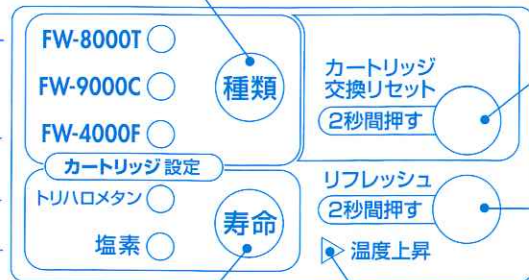 FW-8000T
FW-9000C
FW-4000F
種類
カートリッジ設定
トリハロメタン
塩素
寿命
カートリッジ
交換リセット
2秒間押す
リフレッシュ
2秒間押す
温度上昇